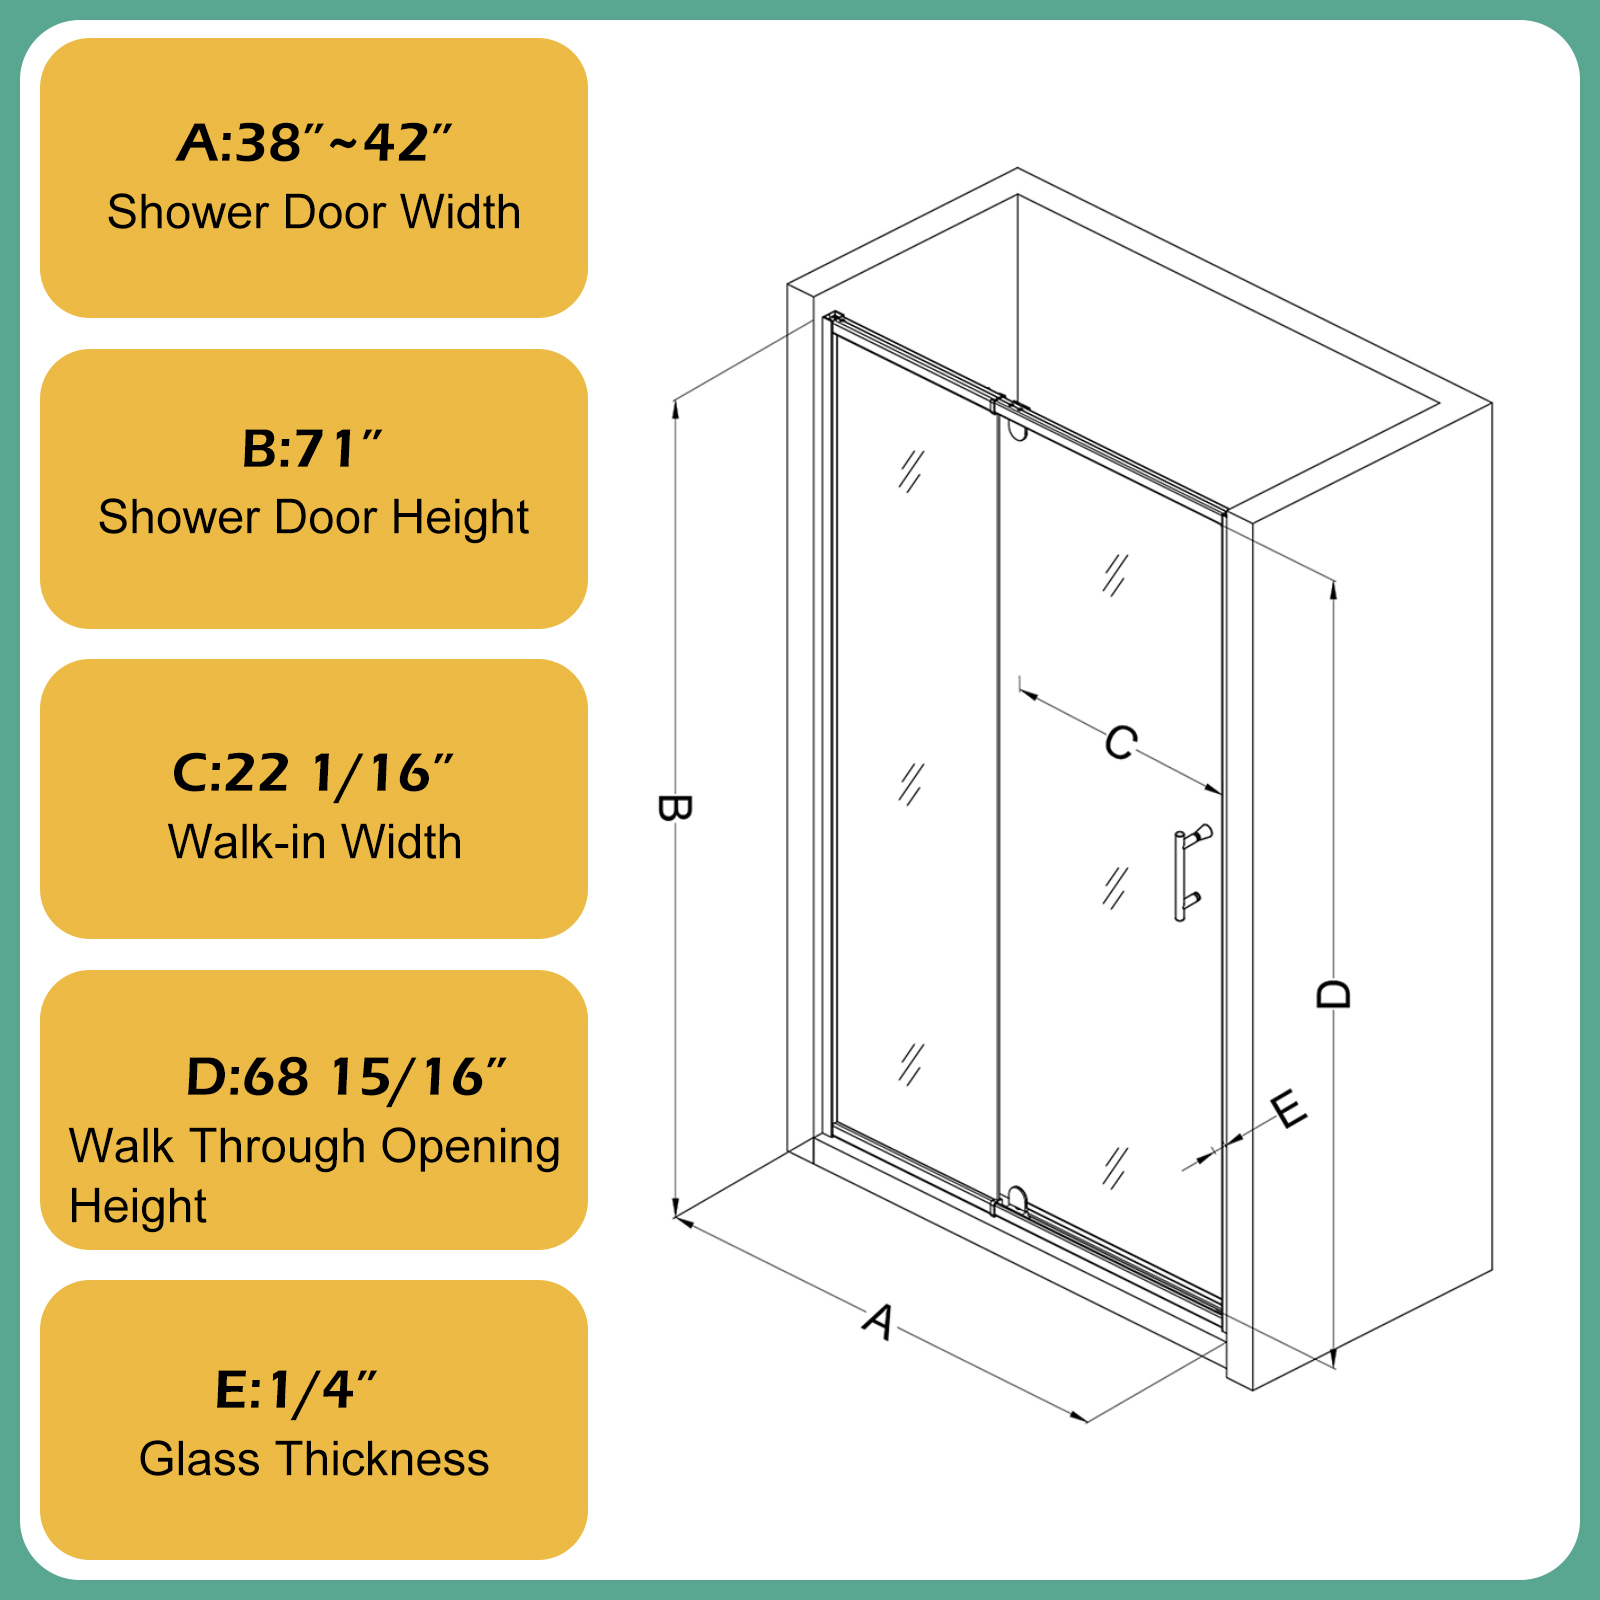 A:38"~42"
Shower Door Width
B:71"
Shower Door Height
C:22 1/16"
Walk-in Width
D:68 15/16"
Walk Through Opening
Height
E:1/4"
Glass Thickness
B
C
D
E
A